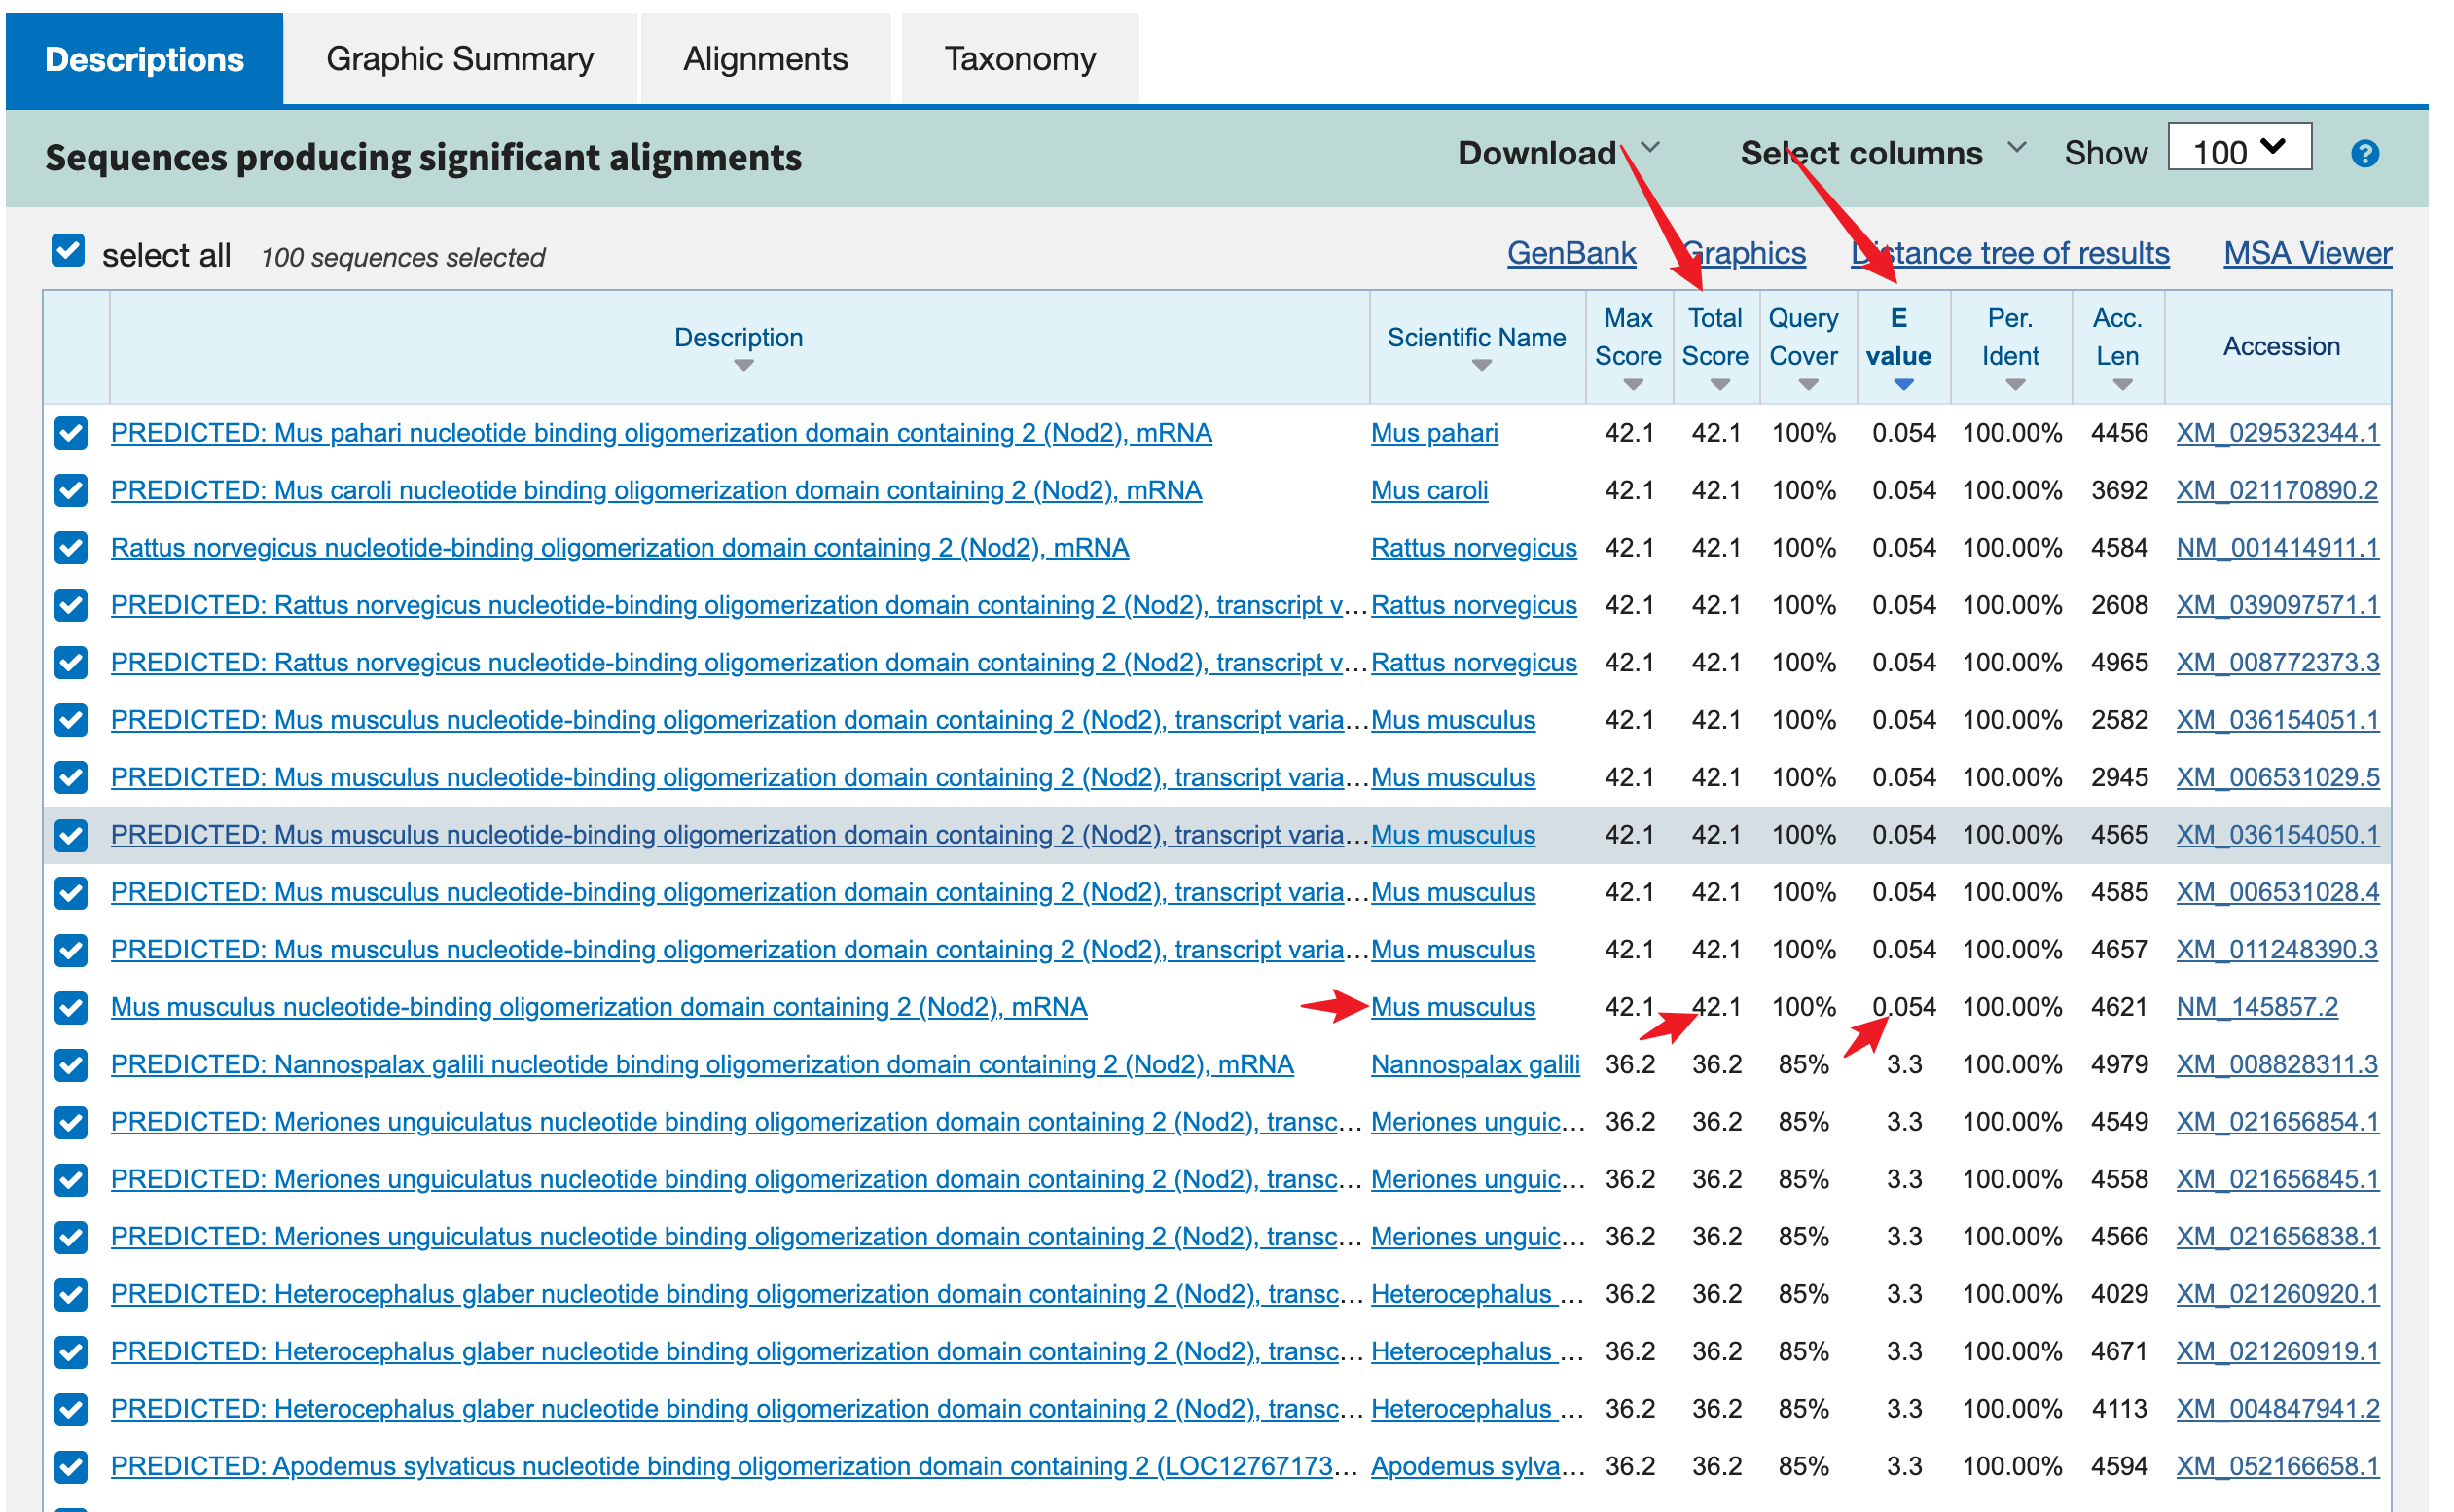 Descriptions Graphic Summary Alignments Taxonomy
Sequences producing significant alignments Download Select columns Show 100 ?
select all 100 sequences selected GenBank Graphics Distance tree of results MSA Viewer
Description Scientific Name Max Score Total Score Query Cover E value Per. Ident Acc. Len Accession
PREDICTED: Mus pahari nucleotide binding oligomerization domain containing 2 (Nod2), mRNA Mus pahari 42.1 42.1 100% 0.054 100.00% 4456 XM_029532344.1
PREDICTED: Mus caroli nucleotide binding oligomerization domain containing 2 (Nod2), mRNA Mus caroli 42.1 42.1 100% 0.054 100.00% 3692 XM_021170890.2
Rattus norvegicus nucleotide-binding oligomerization domain containing 2 (Nod2), mRNA Rattus norvegicus 42.1 42.1 100% 0.054 100.00% 4584 NM_001414911.1
PREDICTED: Rattus norvegicus nucleotide-binding oligomerization domain containing 2 (Nod2), transcript v... Rattus norvegicus 42.1 42.1 100% 0.054 100.00% 2608 XM_039097571.1
PREDICTED: Rattus norvegicus nucleotide-binding oligomerization domain containing 2 (Nod2), transcript v... Rattus norvegicus 42.1 42.1 100% 0.054 100.00% 4965 XM_008772373.3
PREDICTED: Mus musculus nucleotide-binding oligomerization domain containing 2 (Nod2), transcript varia... Mus musculus 42.1 42.1 100% 0.054 100.00% 2582 XM_036154051.1
PREDICTED: Mus musculus nucleotide-binding oligomerization domain containing 2 (Nod2), transcript varia... Mus musculus 42.1 42.1 100% 0.054 100.00% 2945 XM_006531029.5
PREDICTED: Mus musculus nucleotide-binding oligomerization domain containing 2 (Nod2), transcript varia... Mus musculus 42.1 42.1 100% 0.054 100.00% 4565 XM_036154050.1
PREDICTED: Mus musculus nucleotide-binding oligomerization domain containing 2 (Nod2), transcript varia... Mus musculus 42.1 42.1 100% 0.054 100.00% 4585 XM_006531028.4
PREDICTED: Mus musculus nucleotide-binding oligomerization domain containing 2 (Nod2), transcript varia... Mus musculus 42.1 42.1 100% 0.054 100.00% 4657 XM_011248390.3
Mus musculus nucleotide-binding oligomerization domain containing 2 (Nod2), mRNA Mus musculus 42.1 42.1 100% 0.054 100.00% 4621 NM_145857.2
PREDICTED: Nannospalax galili nucleotide binding oligomerization domain containing 2 (Nod2), mRNA Nannospalax galili 36.2 36.2 85% 3.3 100.00% 4979 XM_008828311.3
PREDICTED: Meriones unguiculatus nucleotide binding oligomerization domain containing 2 (Nod2), transc... Meriones unguic... 36.2 36.2 85% 3.3 100.00% 4549 XM_021656854.1
PREDICTED: Meriones unguiculatus nucleotide binding oligomerization domain containing 2 (Nod2), transc... Meriones unguic... 36.2 36.2 85% 3.3 100.00% 4558 XM_021656845.1
PREDICTED: Meriones unguiculatus nucleotide binding oligomerization domain containing 2 (Nod2), transc... Meriones unguic... 36.2 36.2 85% 3.3 100.00% 4566 XM_021656838.1
PREDICTED: Heterocephalus glaber nucleotide binding oligomerization domain containing 2 (Nod2), transc... Heterocephalus ... 36.2 36.2 85% 3.3 100.00% 4029 XM_021260920.1
PREDICTED: Heterocephalus glaber nucleotide binding oligomerization domain containing 2 (Nod2), transc... Heterocephalus ... 36.2 36.2 85% 3.3 100.00% 4671 XM_021260919.1
PREDICTED: Heterocephalus glaber nucleotide binding oligomerization domain containing 2 (Nod2), transc... Heterocephalus ... 36.2 36.2 85% 3.3 100.00% 4113 XM_004847941.2
PREDICTED: Apodemus sylvaticus nucleotide binding oligomerization domain containing 2 (LOC12767173... Apodemus sylva... 36.2 36.2 85% 3.3 100.00% 4594 XM_052166658.1